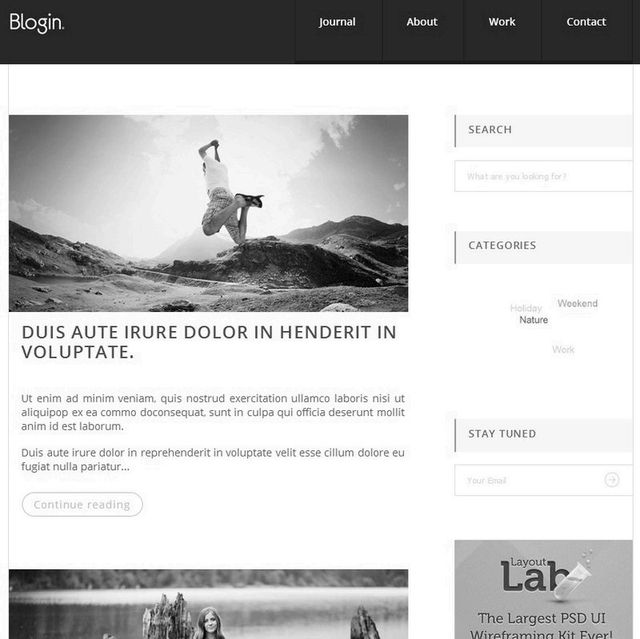 Blogin.
Journal
About
Work
Contact
DUIS AUTE IRURE DOLOR IN HENDERIT IN
VOLUPTATE.
Ut enim ad minim veniam, quis nostrud exercitation ullamco laboris nisi ut
aliquipop ex ea commo doconsequat, sunt in culpa qui officia deserunt mollit
anim id est laborum.
Duis aute irure dolor in reprehenderit in voluptate velit esse cillum dolore eu
fugiat nulla pariatur...
Continue reading
SEARCH
What are you looking for?
CATEGORIES
Holiday
Weekend
Nature
Work
STAY TUNED
Your Email
Layout
Lab
The Largest PSD UI
Wireframing Kit Ever!